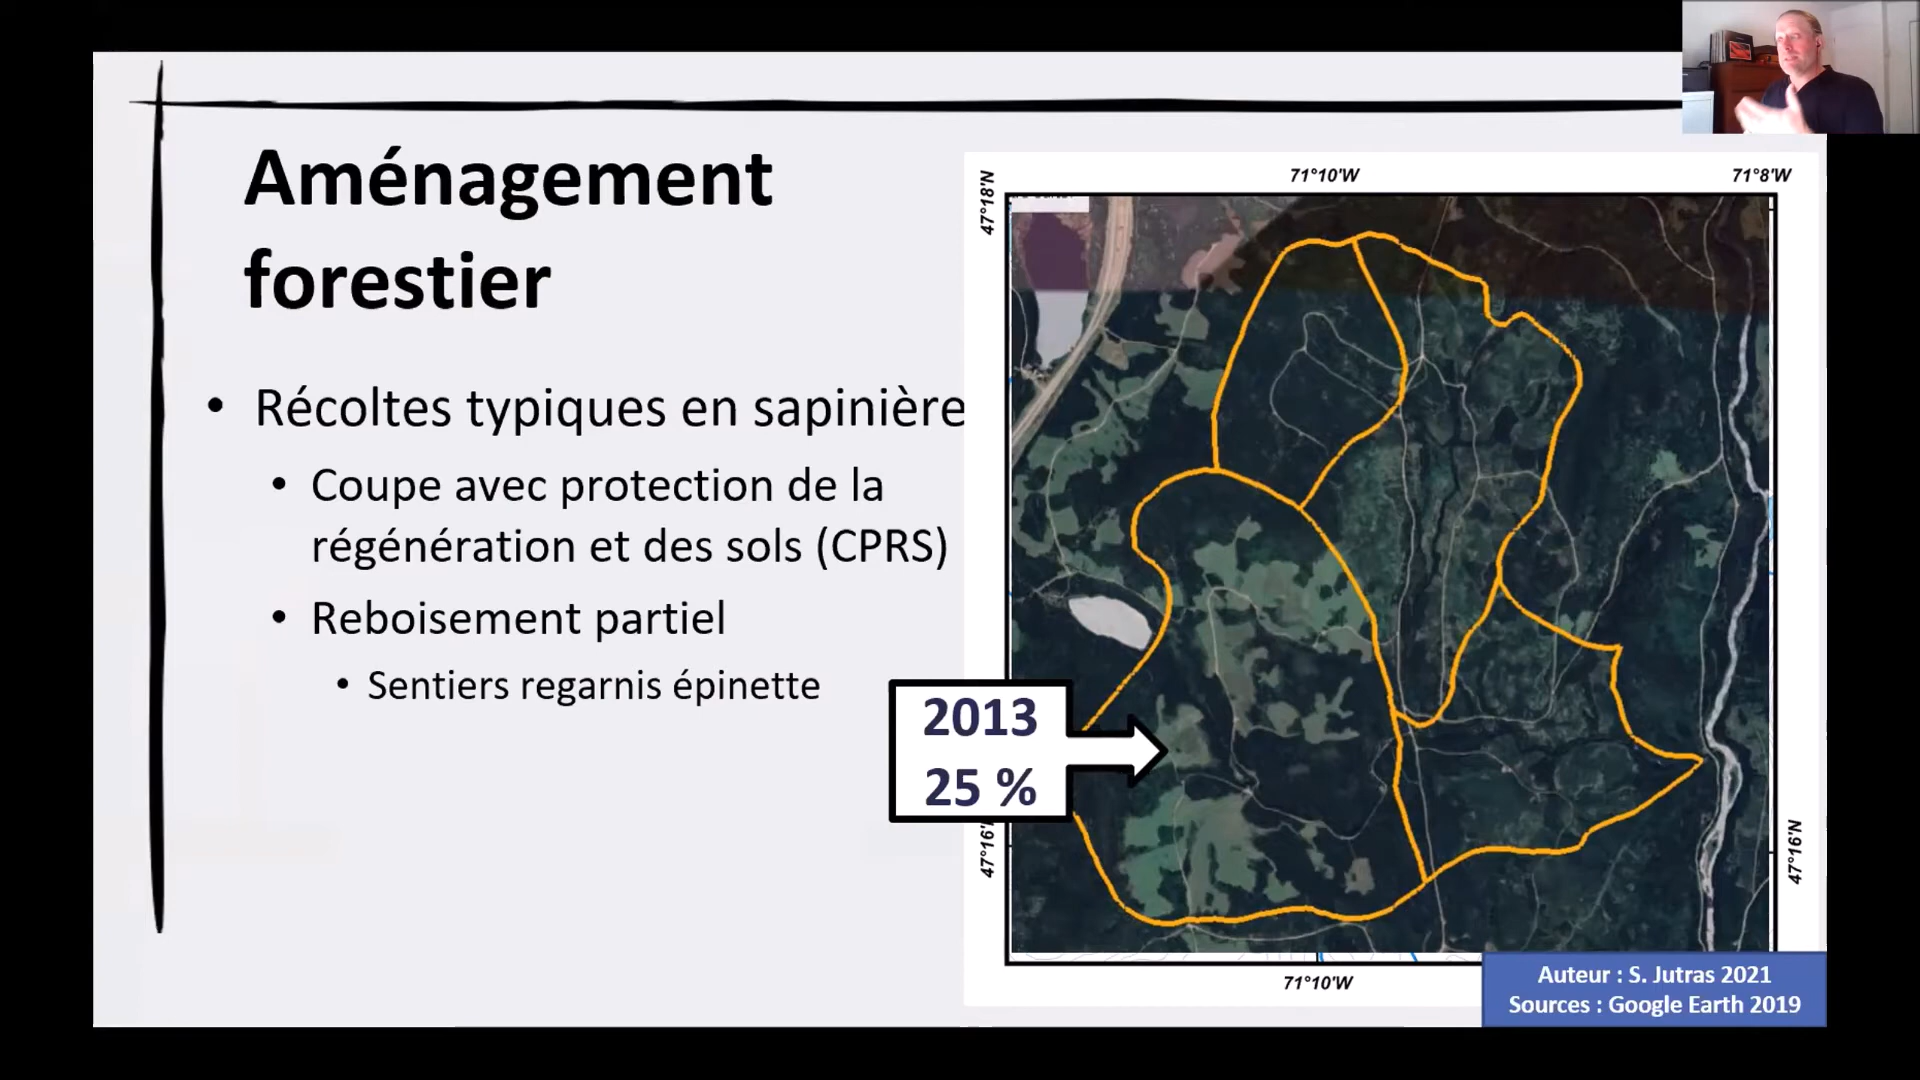 Aménagement
forestier
• Récoltes typiques en sapinière
• Coupe avec protection de la
régénération et des sols (CPRS)
• Reboisement partiel
• Sentiers regarnis épinette
71°10'W
71°8'W
47°18'N
2013
25 %
47°16'
47°16'N
71°10'W
Auteur : S. Jutras 2021
Sources : Google Earth 2019